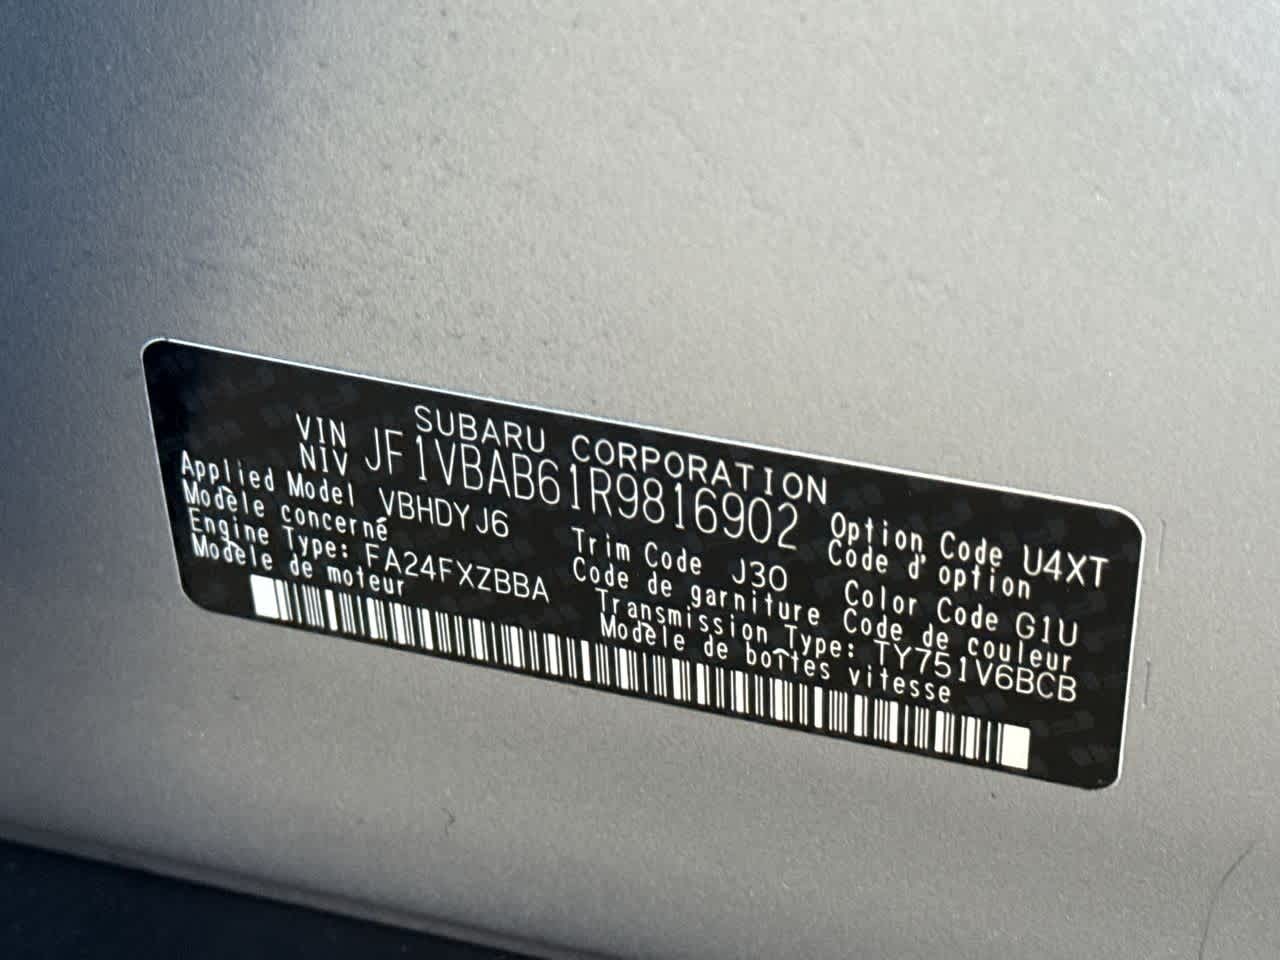 SUBARU CORPORATION
VIN
NIV JF1VBAB61R9816902
Applied Model VBHDYJ6
Modèle concerné
Engine Type: FA24FXZBBA
Modèle de moteur
Trim Code J30
Code de garniture
Option Code U4XT
Code d'option
Color Code G1U
Code de couleur
Transmission Type: TY751V6BCB
Modèle de boîtes vitesse